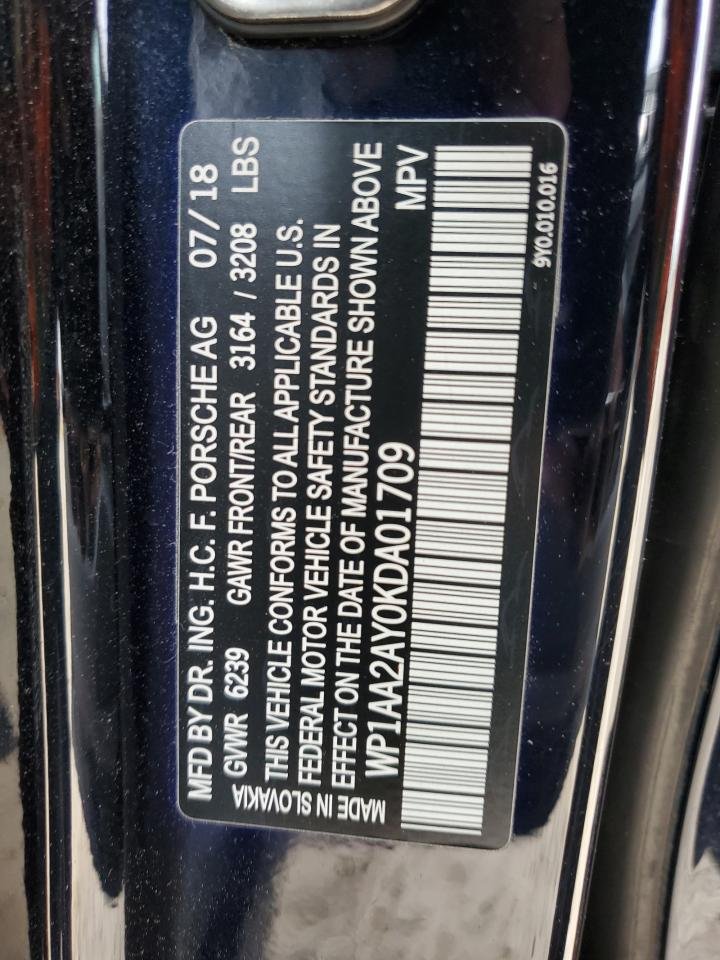 MFD BY DR. ING. H.C. F. PORSCHE AG 07/ 18
GVWR 6239 GAWR FRONT/REAR 3164 / 3208 LBS
THIS VEHICLE CONFORMS TO ALL APPLICABLE U.S.
FEDERAL MOTOR VEHICLE SAFETY STANDARDS IN
EFFECT ON THE DATE OF MANUFACTURE SHOWN ABOVE
MADE IN SLOVAKIA
WP1AA2AY0KDA01709 MPV
9Y0.010.016